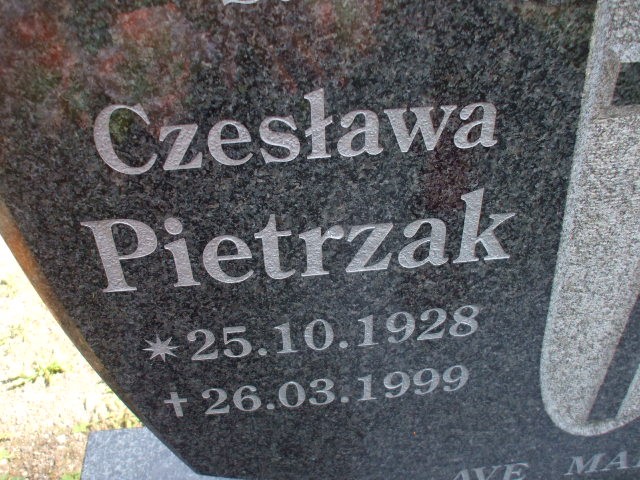 Czesława
Pietrzak
✴ 25.10.1928
✝ 26.03.1999
AVE